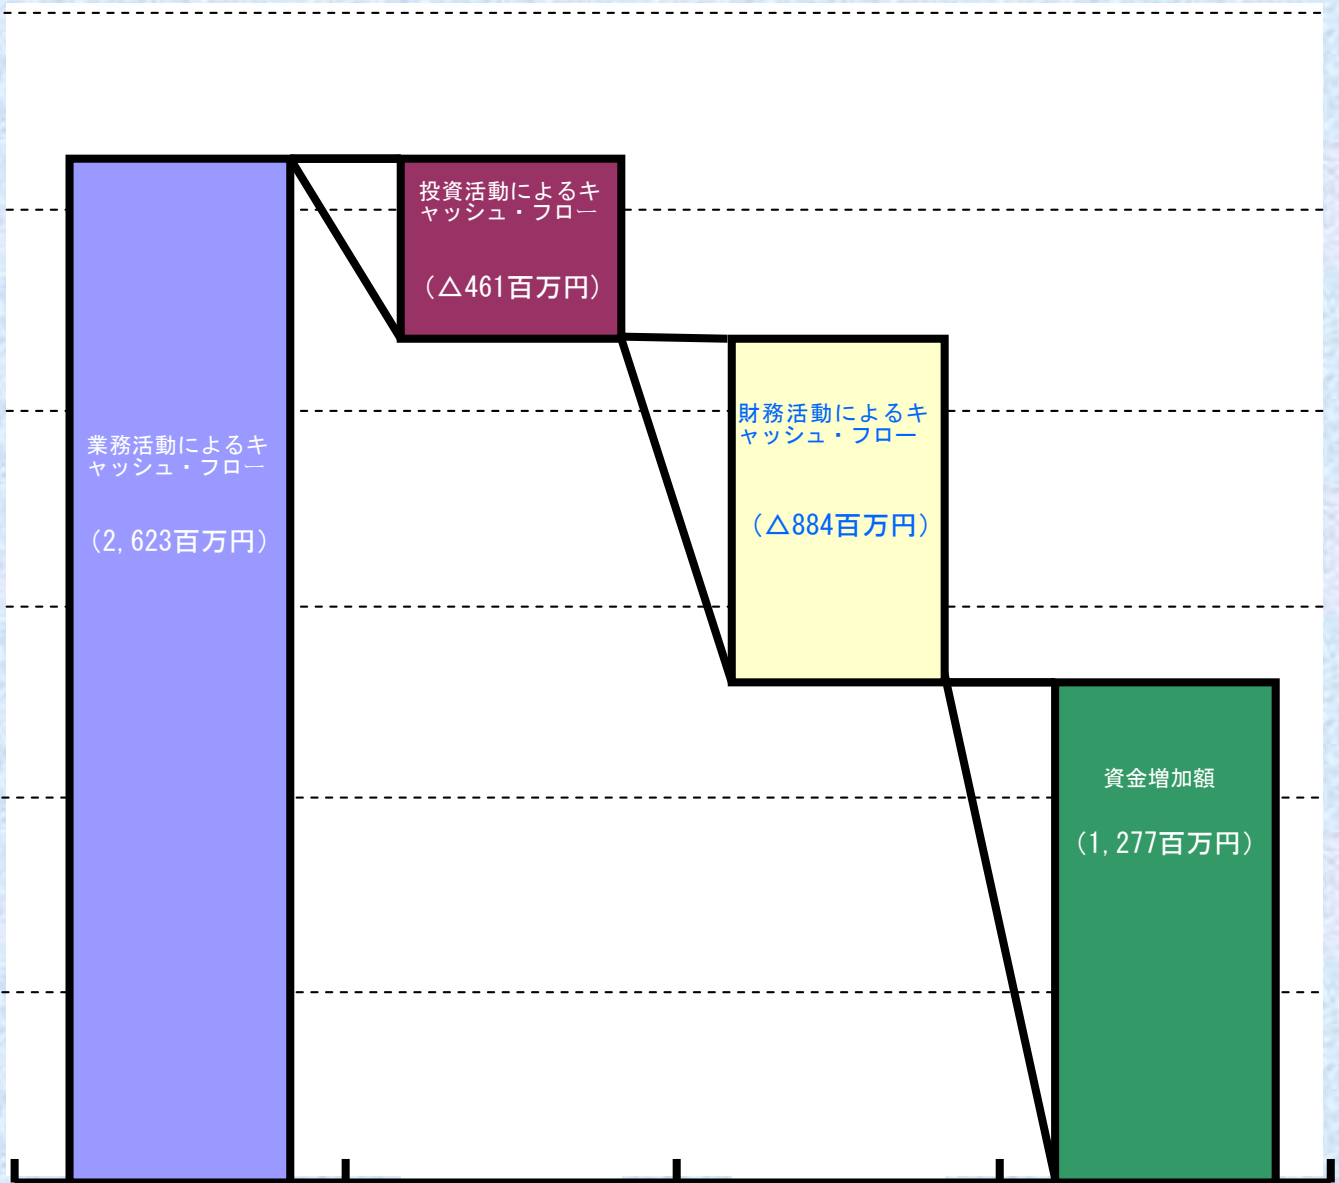 投資活動によるキ
ャッシュ・フロー
（△461百万円）
業務活動によるキ
ャッシュ・フロー
（2,623百万円）
財務活動によるキ
ャッシュ・フロー
（△884百万円）
資金増加額
（1,277百万円）